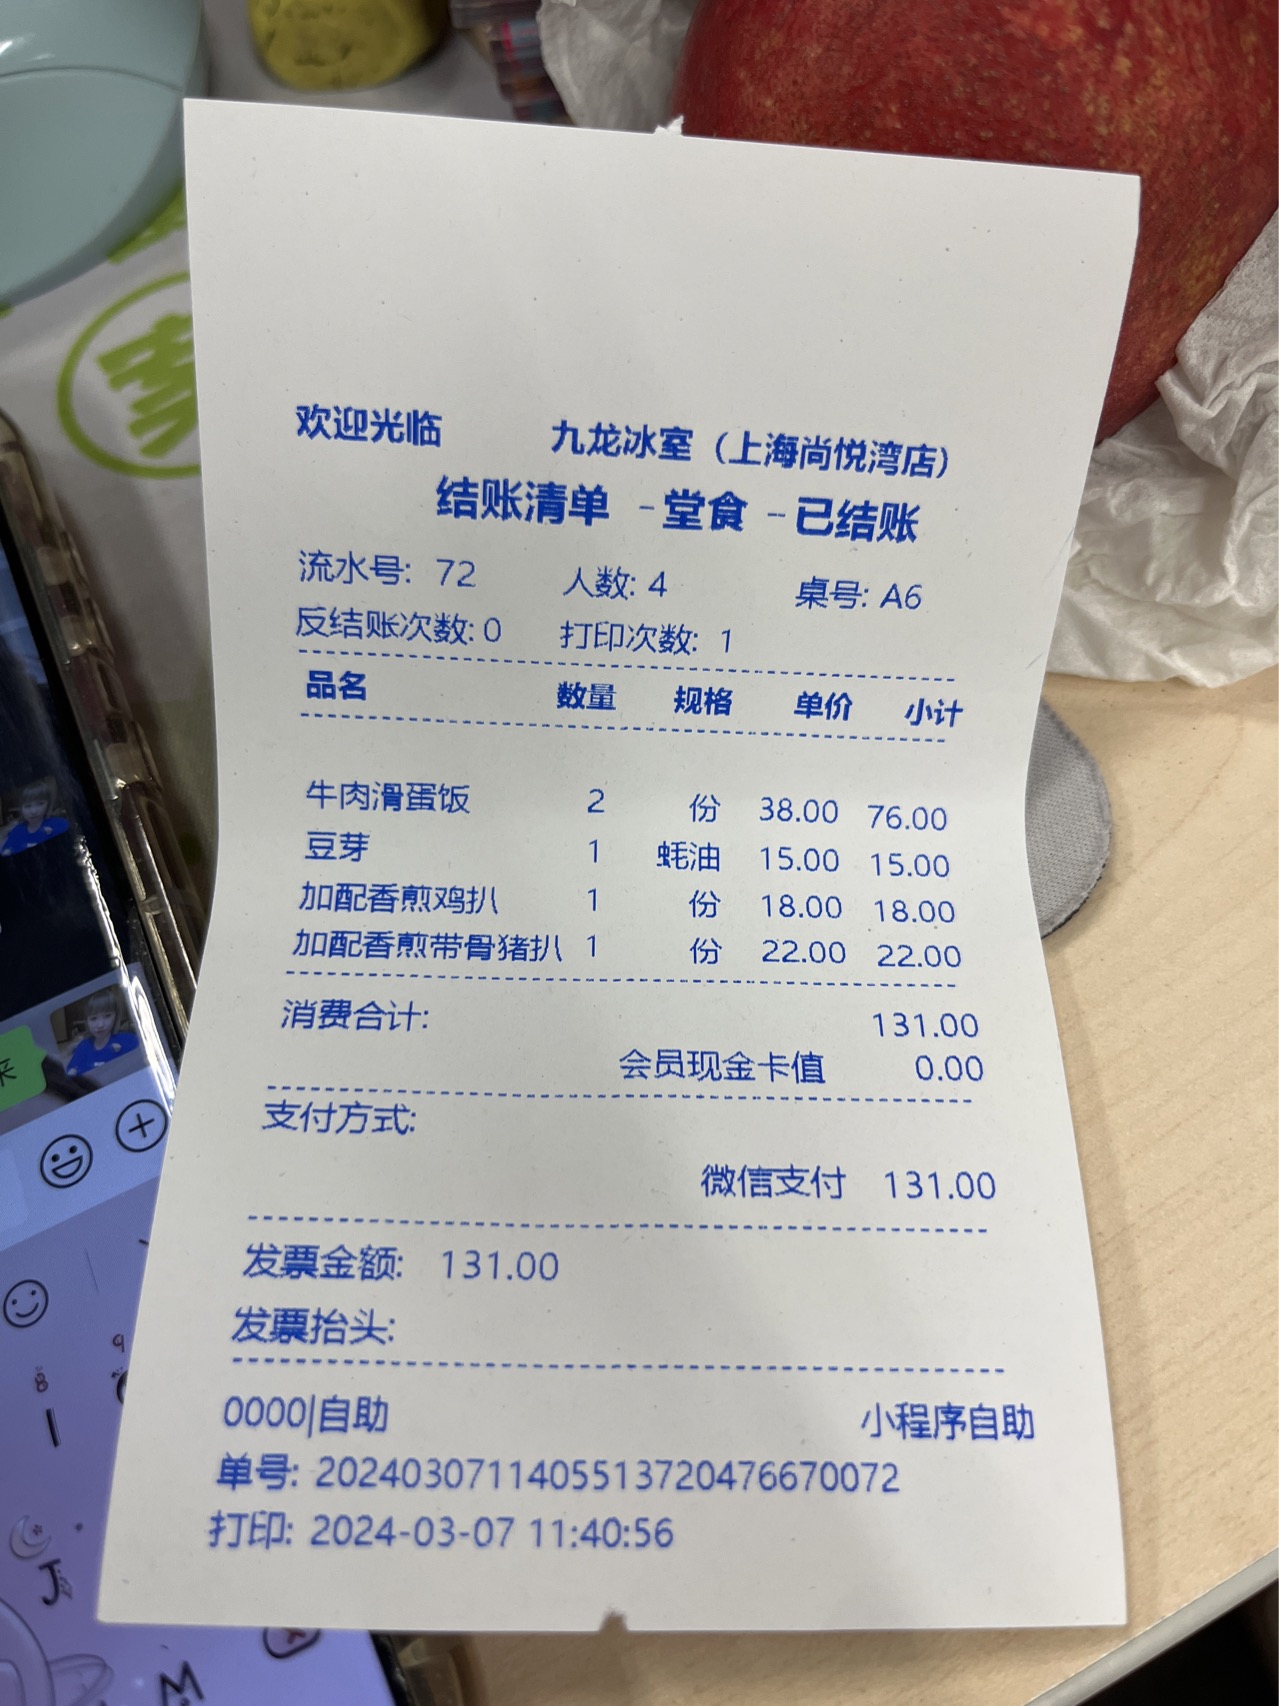 欢迎光临 九龙冰室（上海尚悦湾店）
结账清单 -堂食 --已结账
流水号: 72 人数: 4 桌号: A6
反结账次数: 0 打印次数: 1
品名 数量 规格 单价 小计
牛肉滑蛋饭 2 份 38.00 76.00
豆芽 1 蚝油 15.00 15.00
加配香煎鸡扒 1 份 18.00 18.00
加配香煎带骨猪扒 1 份 22.00 22.00
消费合计: 131.00
会员现金卡值 0.00
支付方式:
微信支付 131.00
发票金额: 131.00
发票抬头:
0000|自助 小程序自助
单号: 2024030711405513720476670072
打印: 2024-03-07 11:40:56
来
J
M